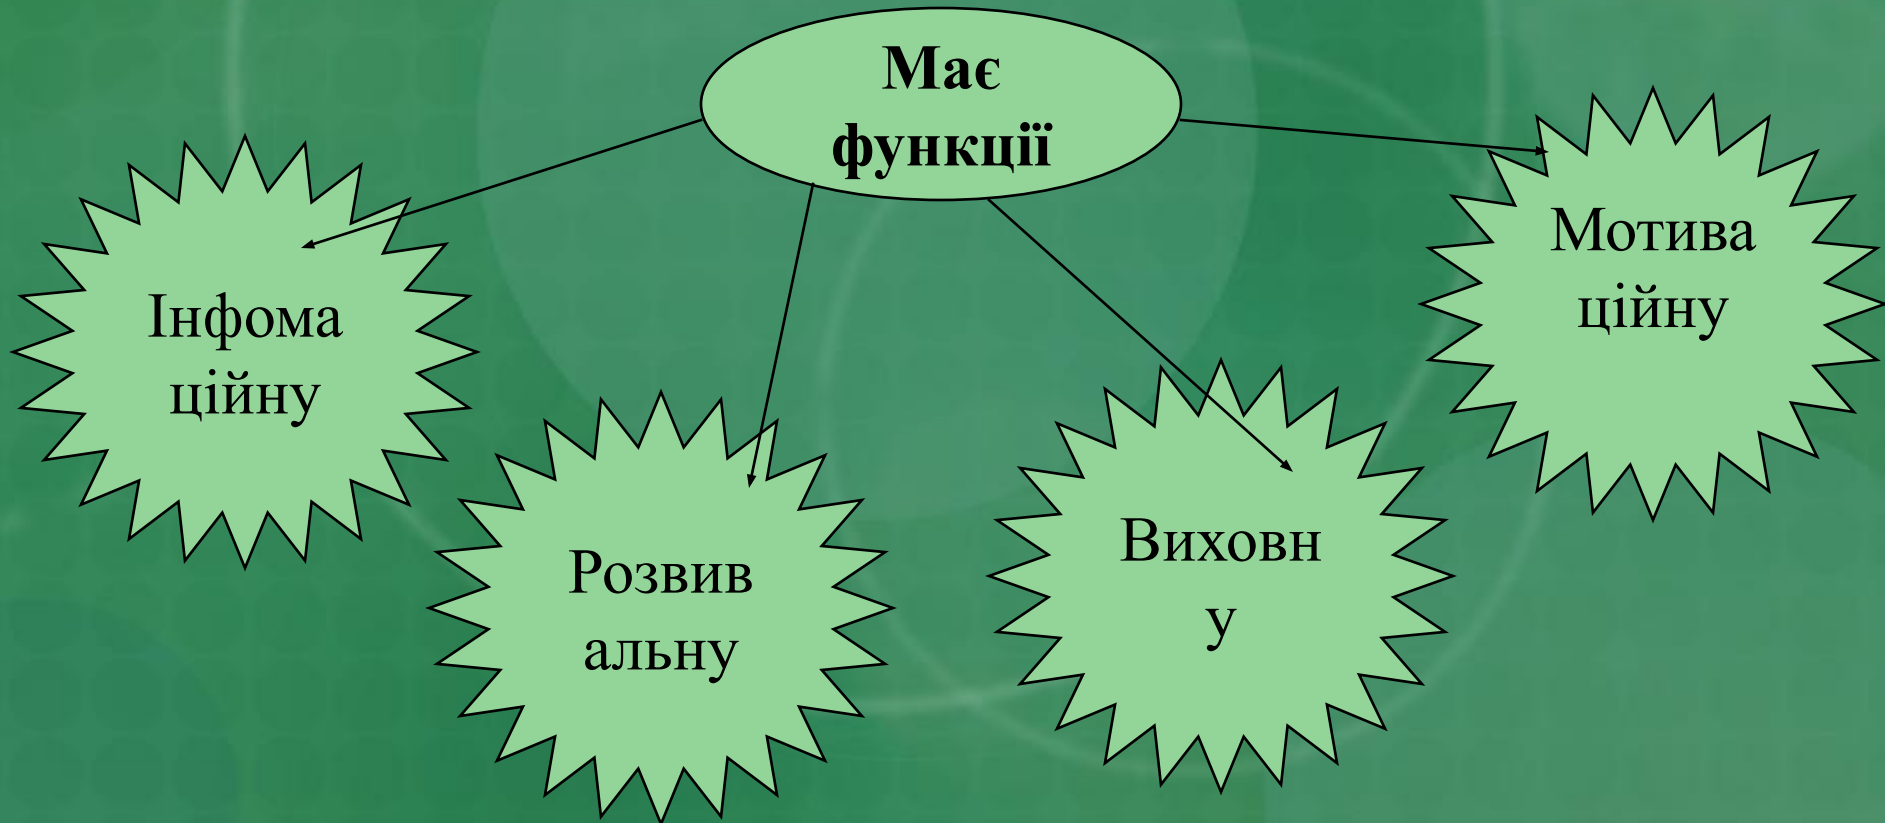 Має
функції
Інфома
ційну
Розвив
альну
Виховн
у
Мотива
ційну